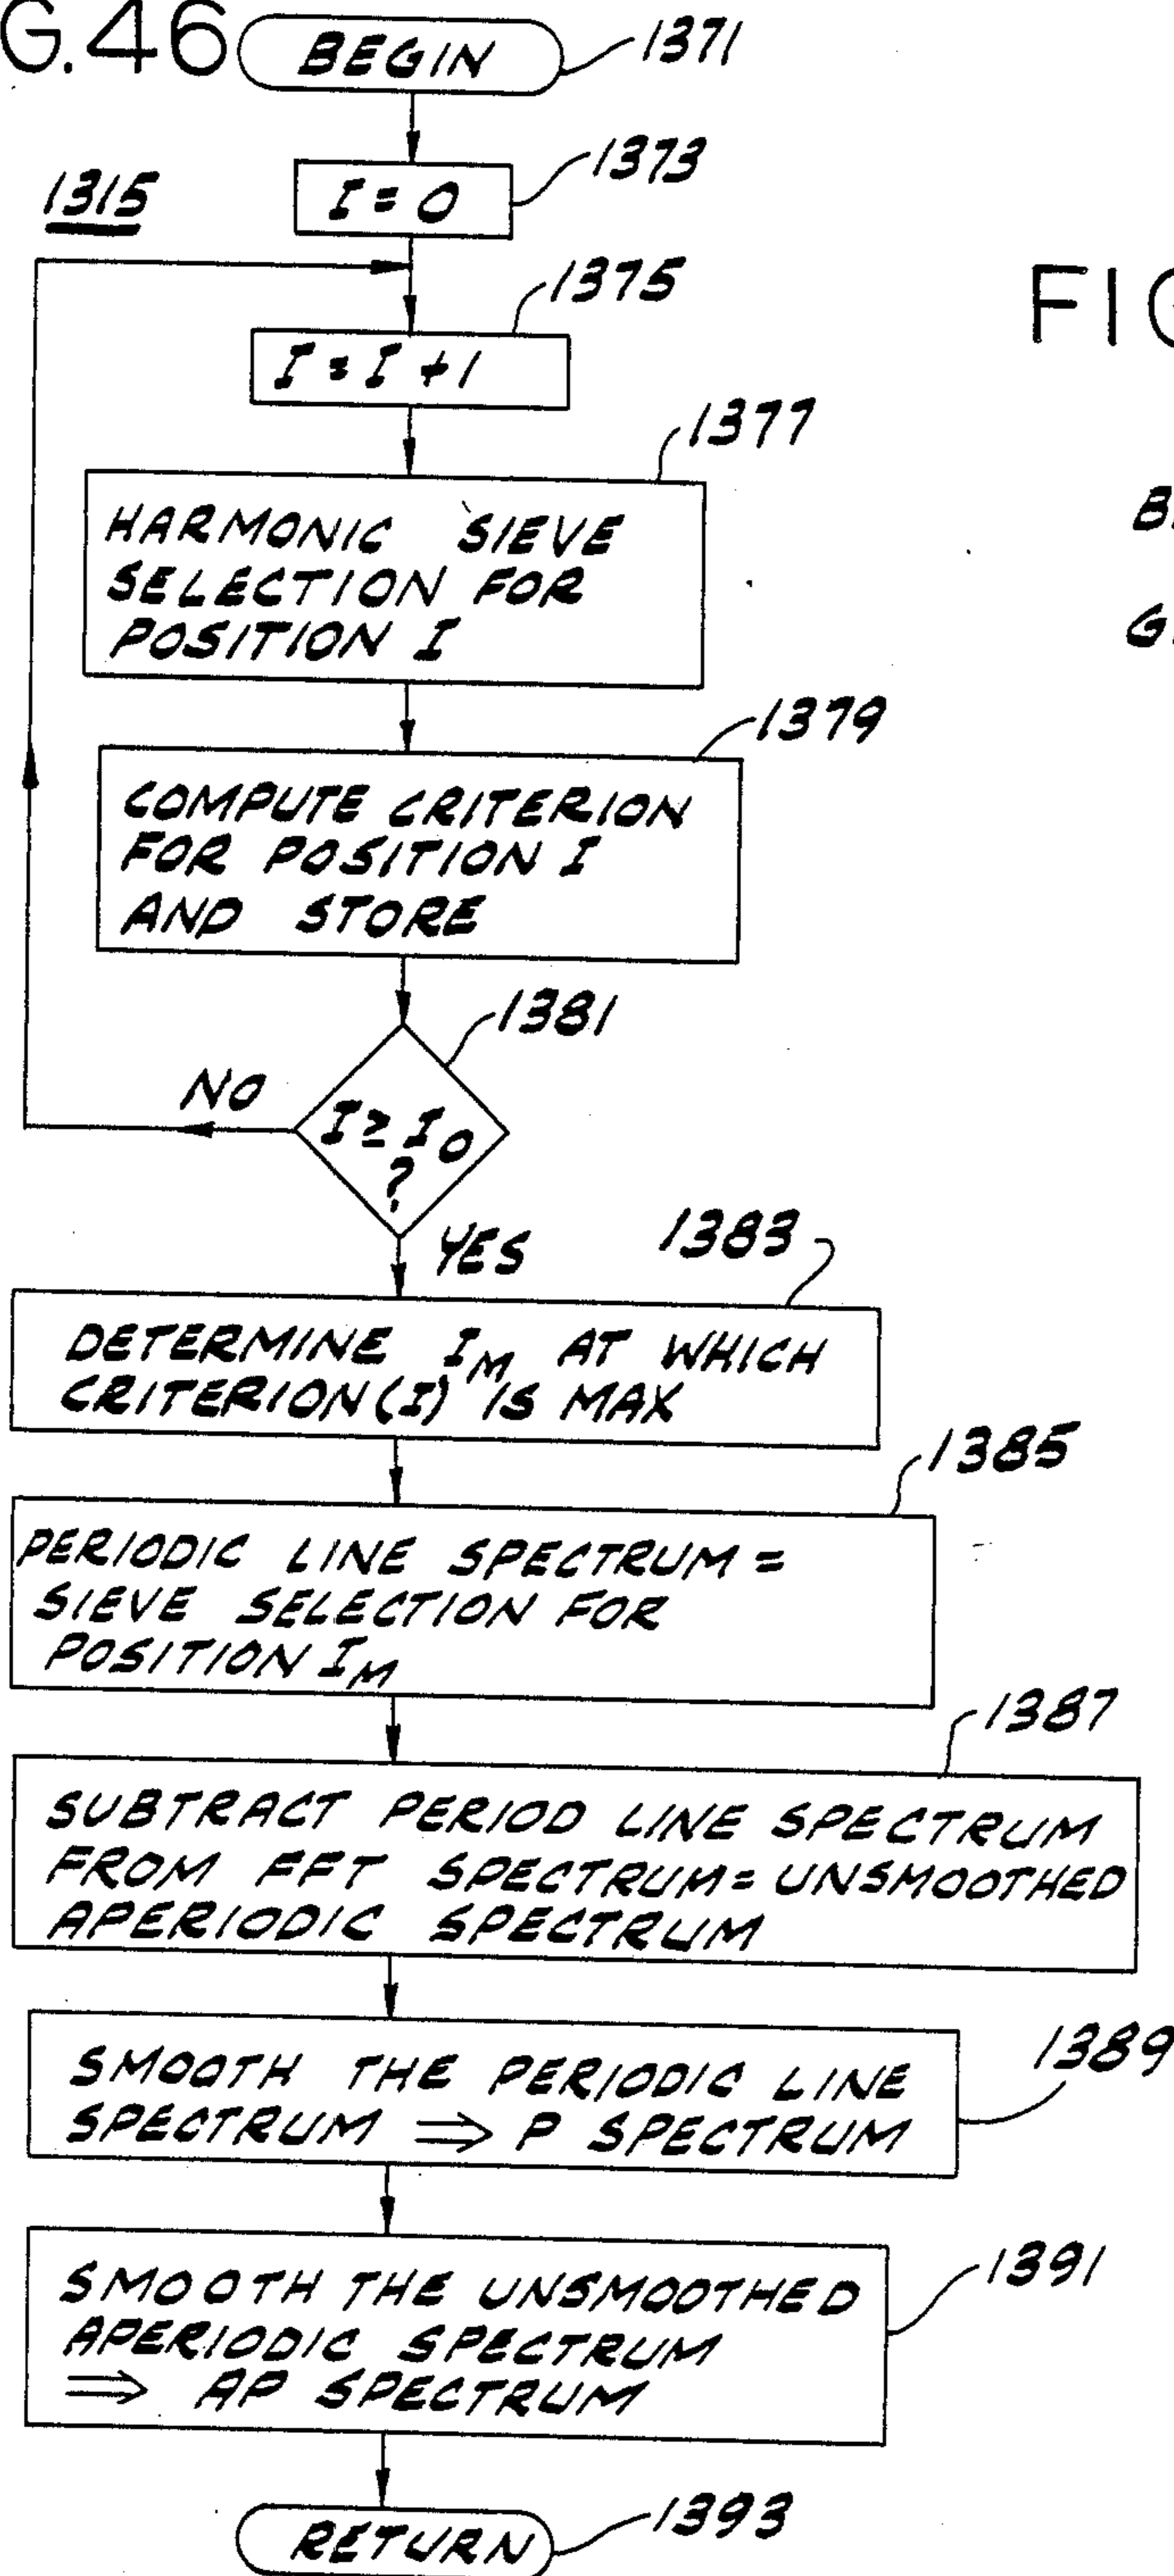 G.46
BEGIN
1371
1373
I = 0
1315
1375
I = I + 1
FIG
1377
HARMONIC SIEVE
SELECTION FOR
POSITION I
1379
COMPUTE CRITERION
FOR POSITION I
AND STORE
1381
NO
I ≥ I0
?
YES
1383
DETERMINE IM AT WHICH
CRITERION(I) IS MAX
1385
PERIODIC LINE SPECTRUM =
SIEVE SELECTION FOR
POSITION IM
1387
SUBTRACT PERIOD LINE SPECTRUM
FROM FFT SPECTRUM = UNSMOOTHED
APERIODIC SPECTRUM
1389
SMOOTH THE PERIODIC LINE
SPECTRUM ⇒ P SPECTRUM
1391
SMOOTH THE UNSMOOTHED
APERIODIC SPECTRUM
⇒ AP SPECTRUM
RETURN
1393